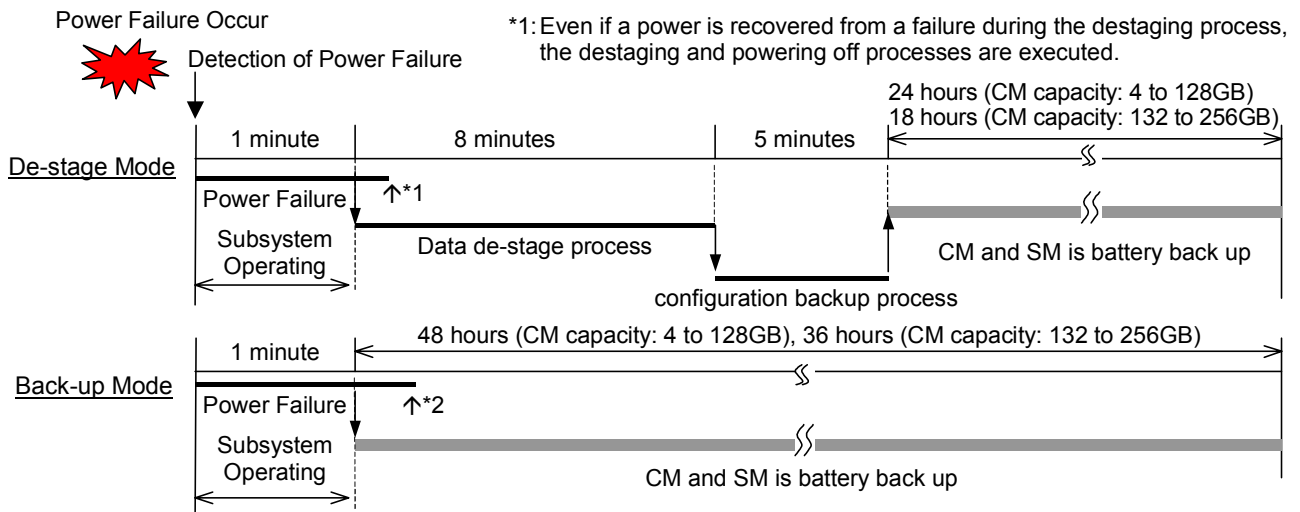 Power Failure Occur
*1: Even if a power is recovered from a failure during the destaging process,
the destaging and powering off processes are executed.
Detection of Power Failure
24 hours (CM capacity: 4 to 128GB)
18 hours (CM capacity: 132 to 256GB)
1 minute
8 minutes
5 minutes
De-stage Mode
↑*1
Power Failure
Subsystem
Operating
Data de-stage process
CM and SM is battery back up
configuration backup process
48 hours (CM capacity: 4 to 128GB), 36 hours (CM capacity: 132 to 256GB)
1 minute
Back-up Mode
Power Failure
↑*2
Subsystem
Operating
CM and SM is battery back up